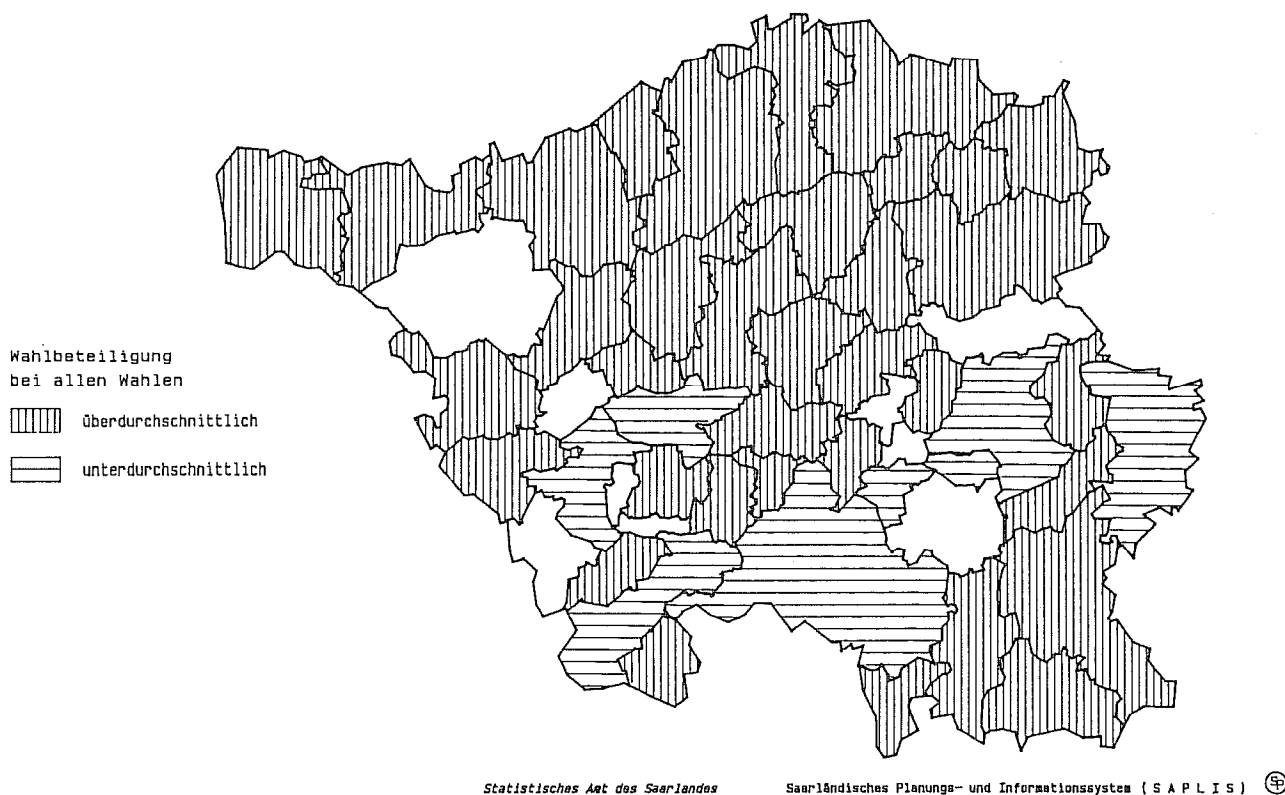 Wahlbeteiligung
bei allen Wahlen
überdurchschnittlich
unterdurchschnittlich
Statistisches Amt des Saarlandes
Saarländisches Planungs- und Informationssystem ( S A P L I S )